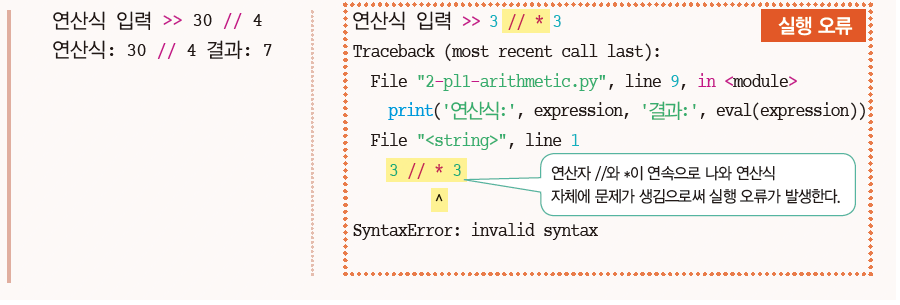 연산식 입력 >> 30 // 4
연산식: 30 // 4 결과: 7
연산식 입력 >> 3 // * 3
실행 오류
Traceback (most recent call last):
File "2-pl1-arithmetic.py", line 9, in <module>
print('연산식:', expression, '결과:', eval(expression))
File "<string>", line 1
3 // * 3
^
연산자 //와 *이 연속으로 나와 연산식
자체에 문제가 생김으로써 실행 오류가 발생한다.
SyntaxError: invalid syntax